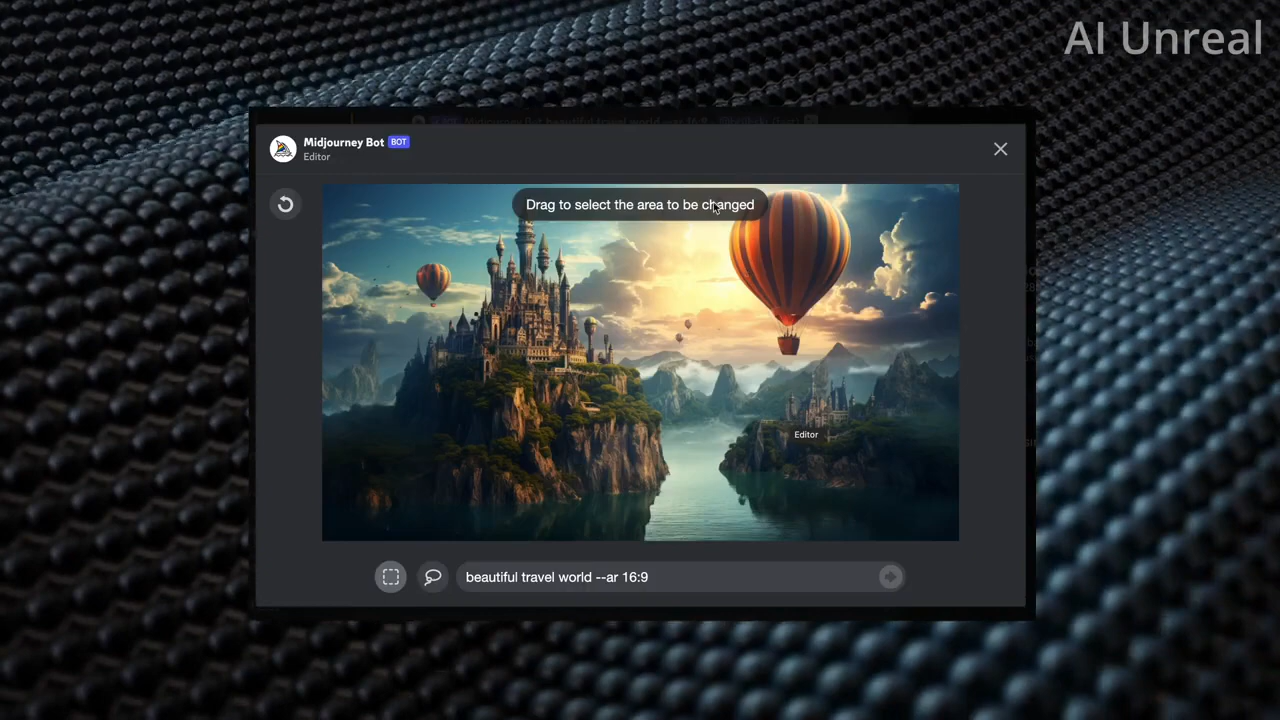 AI Unreal
Midjourney Bot BOT
Editor
Drag to select the area to be changed
Editor
beautiful travel world --ar 16:9